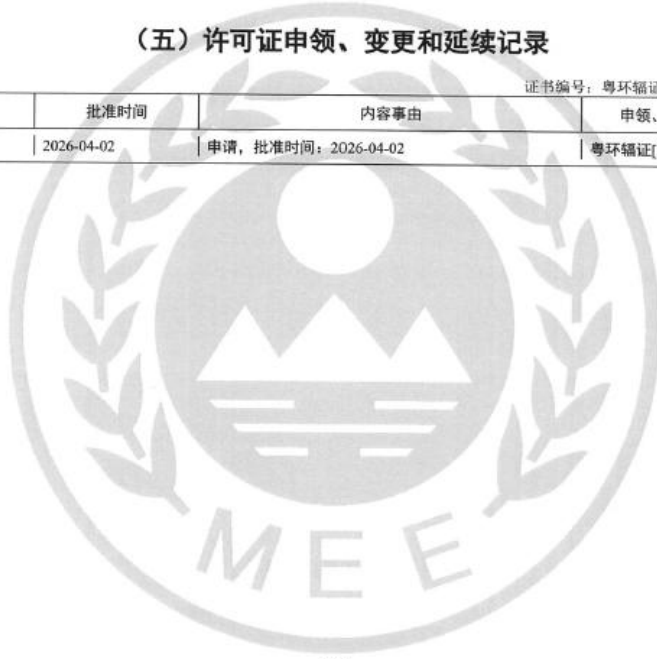 （五）许可证申领、变更和延续记录
证书编号：粤环辐证
批准时间 内容事由 申领、
2026-04-02 申请，批准时间：2026-04-02 粤环辐证[
MEE